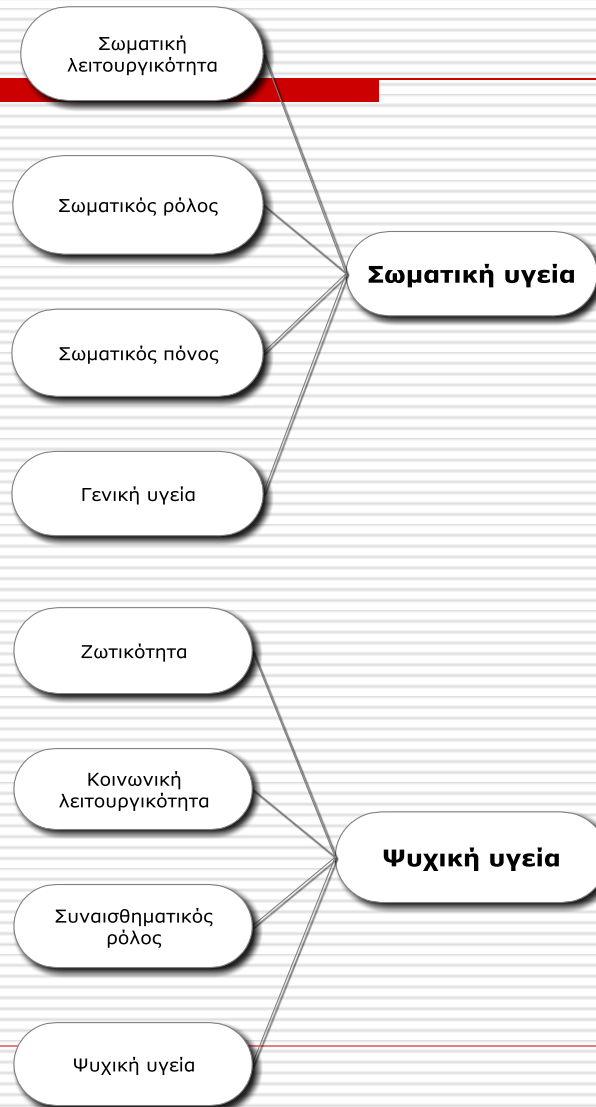 Σωματική
λειτουργικότητα
Σωματικός ρόλος
Σωματική υγεία
Σωματικός πόνος
Γενική υγεία
Ζωτικότητα
Κοινωνική
λειτουργικότητα
Ψυχική υγεία
Συναισθηματικός
ρόλος
Ψυχική υγεία